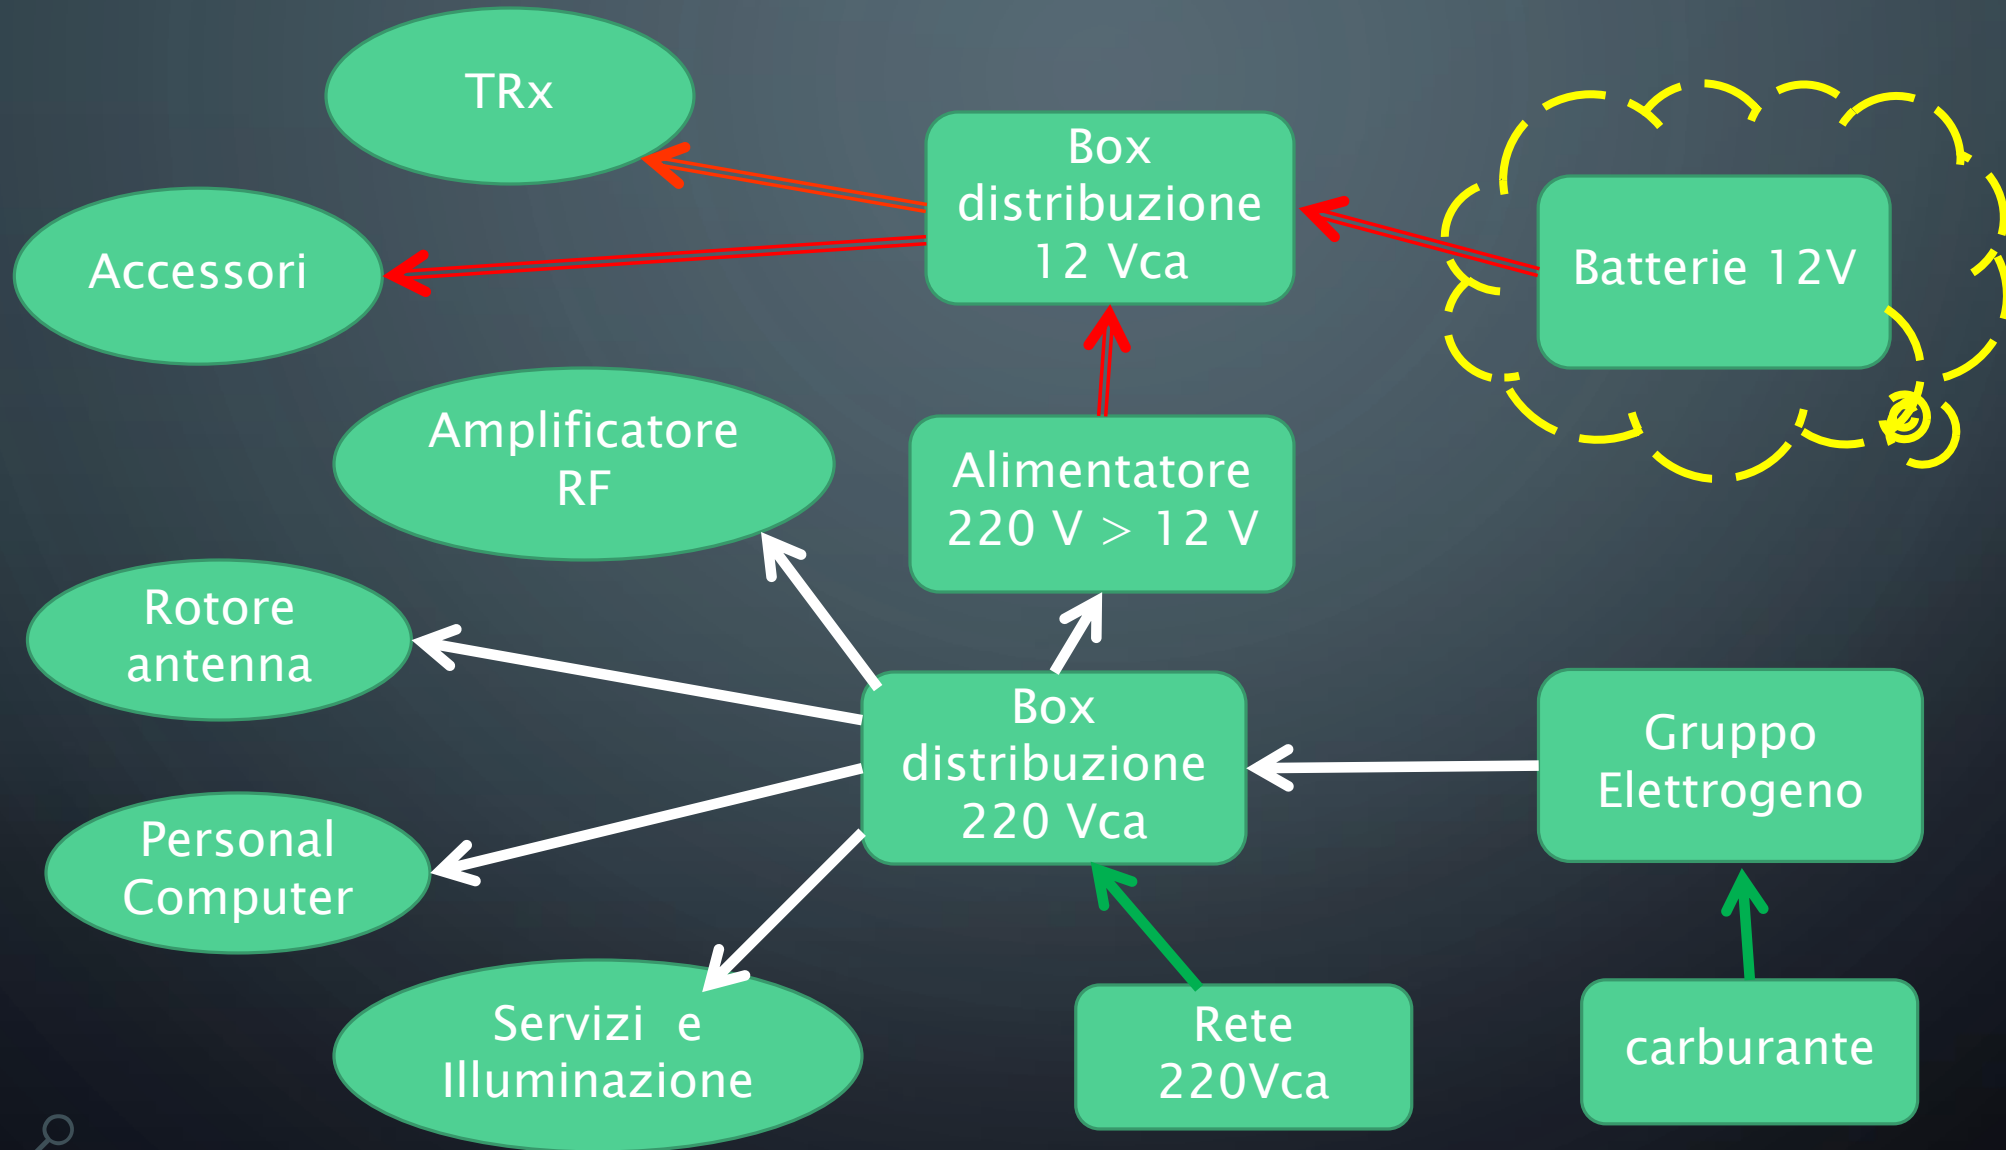 TRx
Box
distribuzione
12 Vca
Accessori
Batterie 12V
Amplificatore
RF
Alimentatore
220 V > 12 V
Rotore
antenna
Box
distribuzione
220 Vca
Gruppo
Elettrogeno
Personal
Computer
Servizi e
Illuminazione
Rete
220Vca
carburante